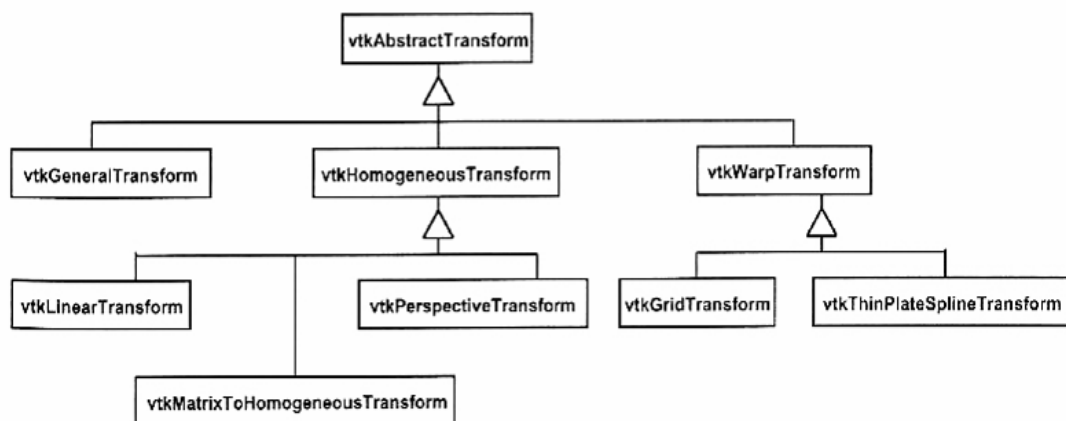 vtkAbstractTransform
vtkGeneralTransform
vtkHomogeneousTransform
vtkWarpTransform
vtkLinearTransform
vtkPerspectiveTransform
vtkGridTransform
vtkThinPlateSplineTransform
vtkMatrixToHomogeneousTransform